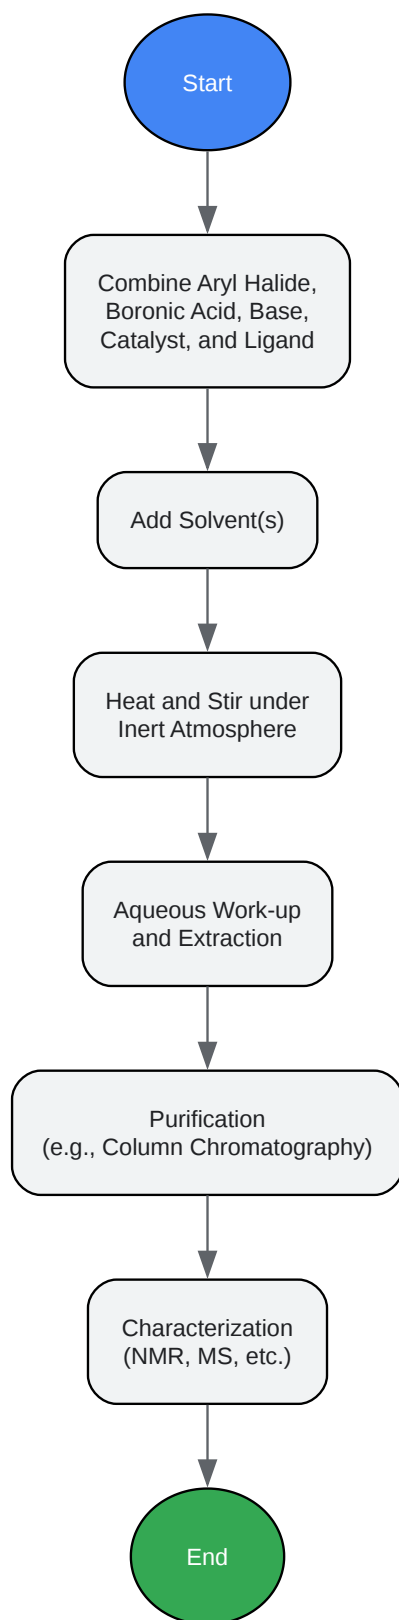 Start
Combine Aryl Halide,
Boronic Acid, Base,
Catalyst, and Ligand
Add Solvent(s)
Heat and Stir under
Inert Atmosphere
Aqueous Work-up
and Extraction
Purification
(e.g., Column Chromatography)
Characterization
(NMR, MS, etc.)
End